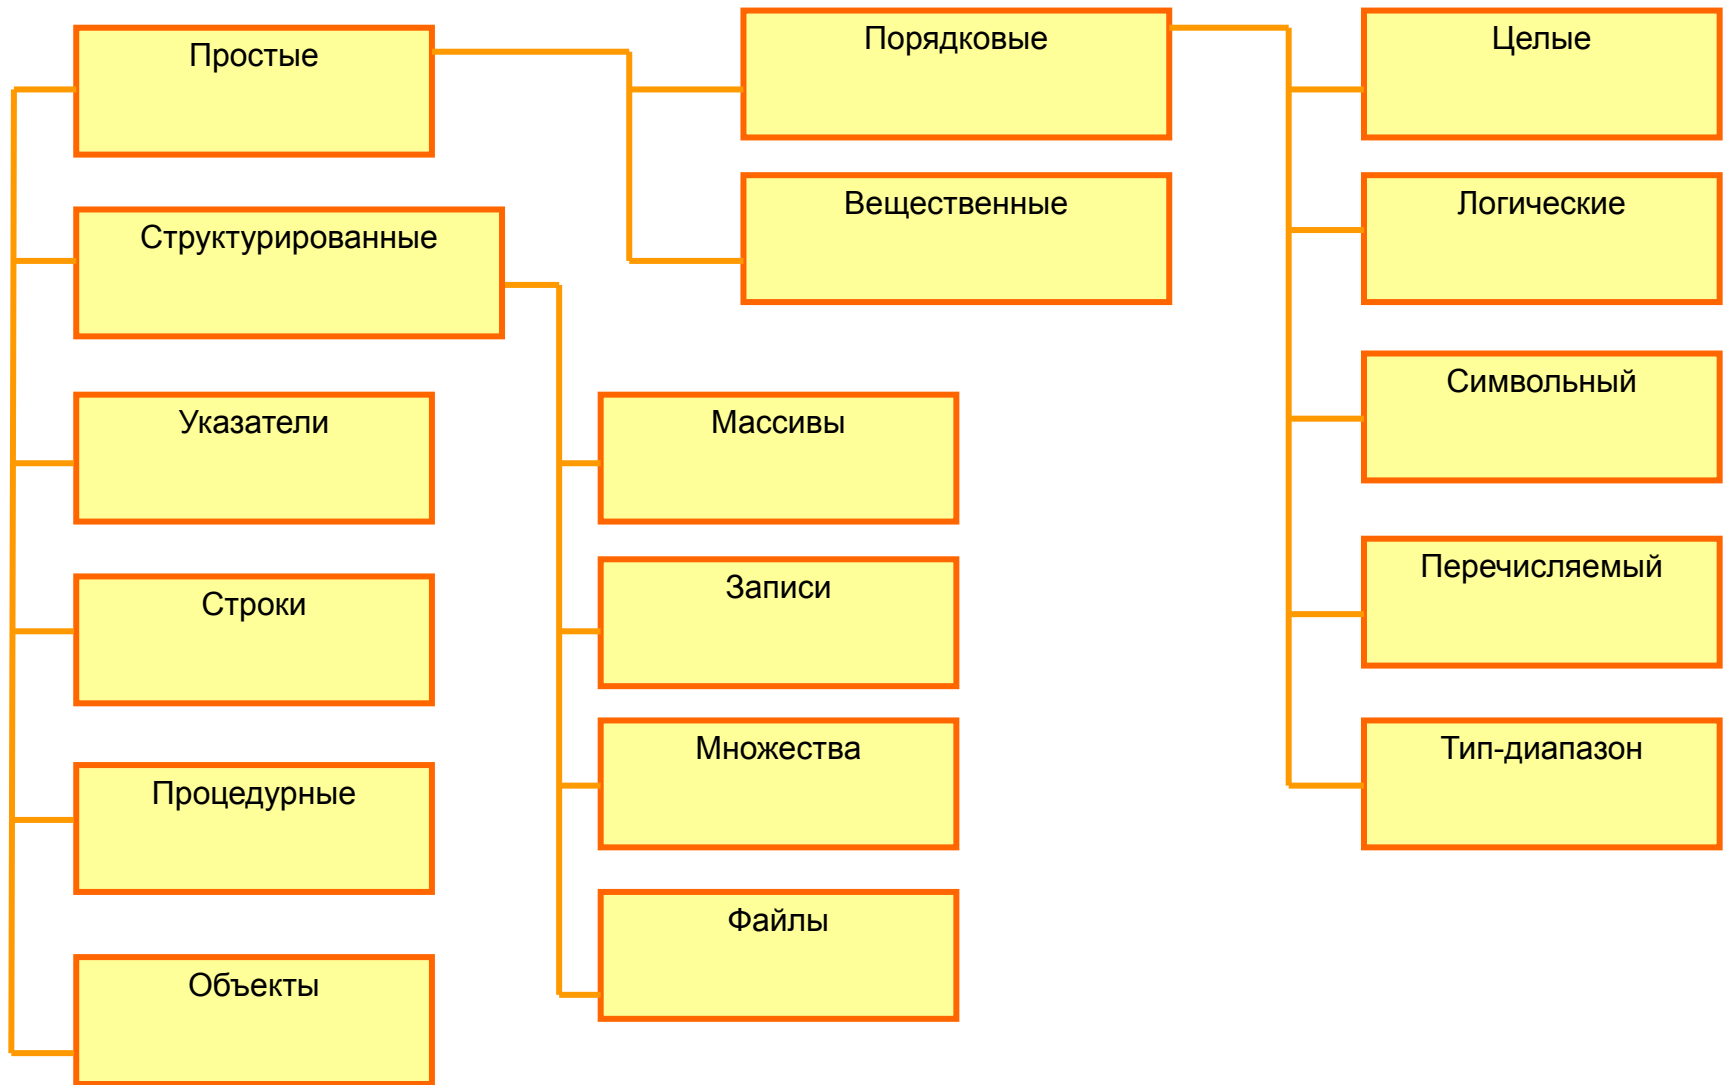 Простые
Порядковые
Целые
Вещественные
Логические
Структурированные
Символьный
Указатели
Массивы
Перечисляемый
Строки
Записи
Тип-диапазон
Множества
Процедурные
Файлы
Объекты